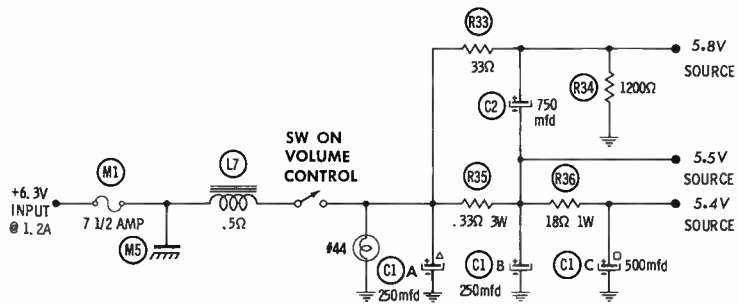 R33
33Ω
5.8V
SOURCE
R34
1200Ω
C2
750
mfd
SW ON
VOLUME
CONTROL
M1
L7
+6.3V
INPUT
@ 1.2A
7 1/2 AMP
M5
.5Ω
#44
R35
.33Ω 3W
R36
18Ω 1W
5.5V
SOURCE
5.4V
SOURCE
C1 A
250mfd
C1 B
250mfd
C1 C
500mfd